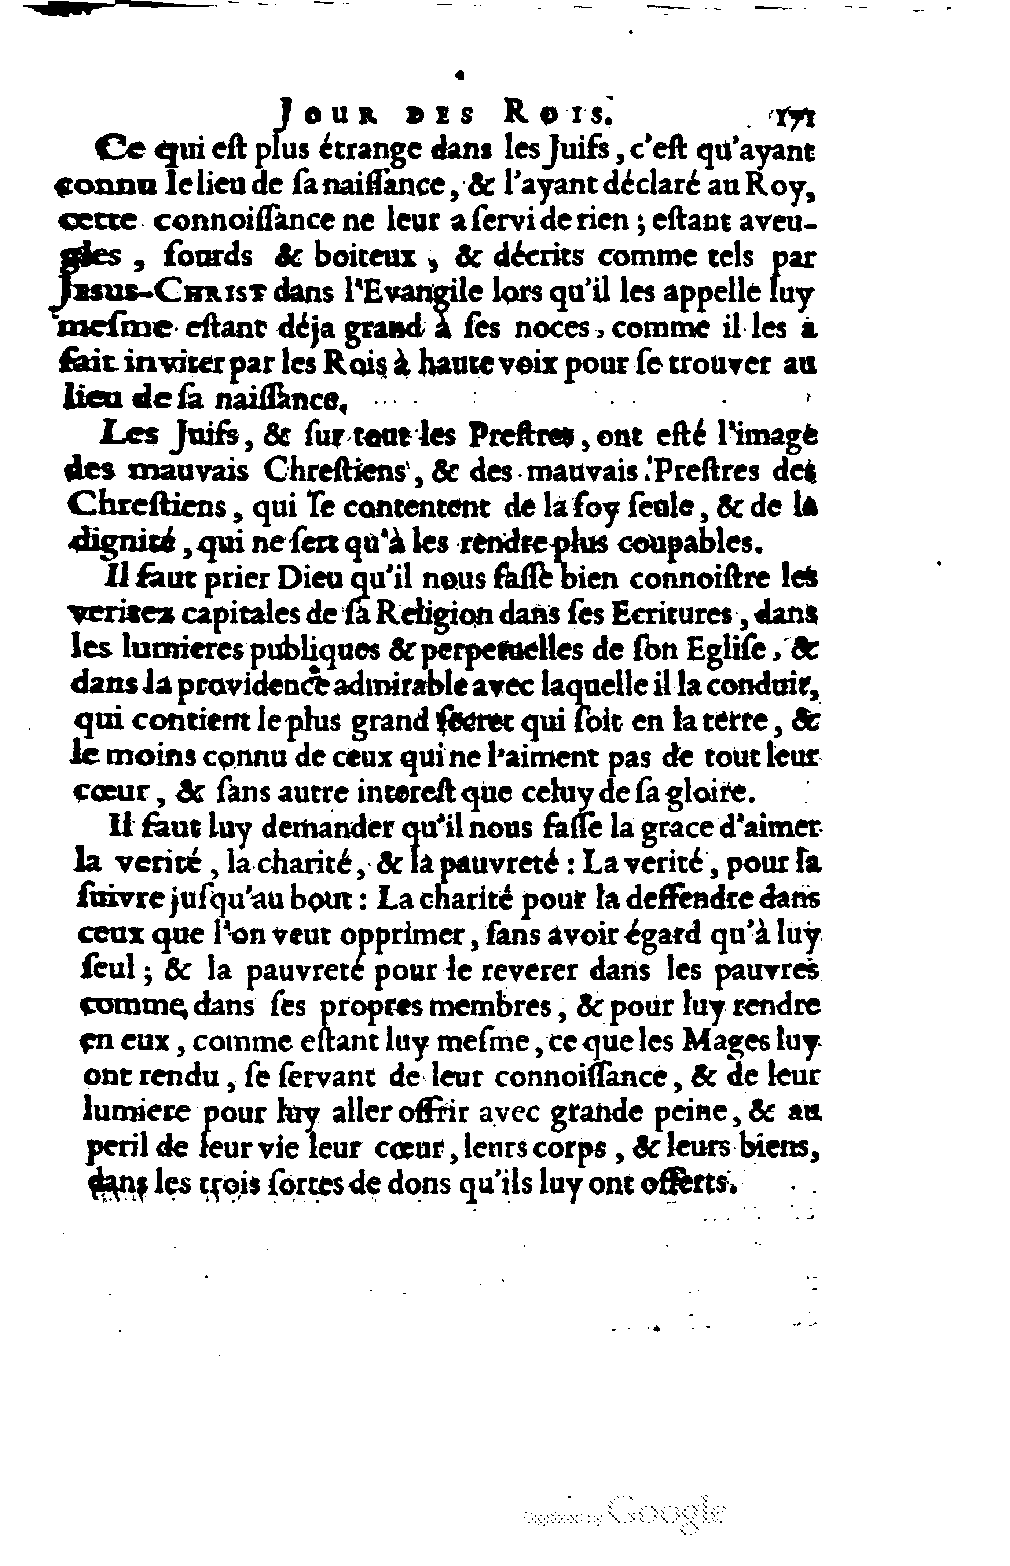 JOUR DES ROIS. 171
Ce qui eſt plus étrange dans les Juifs, c'eſt qu'ayant
connu le lieu de ſa naiſſance, & l'ayant déclaré au Roy,
cette connoiſſance ne leur a ſervi de rien ; eſtant aveu-
gles, ſourds & boiteux, & décrits comme tels par
JESUS-CHRIST dans l'Evangile lors qu'il les appelle luy
meſme eſtant déja grand à ſes noces, comme il les a
fait inviter par les Rois à haute voix pour ſe trouver au
lieu de ſa naiſſance.
Les Juifs, & ſur tout les Preſtres, ont eſté l'image
des mauvais Chreſtiens, & des mauvais Preſtres des
Chreſtiens, qui ſe contentent de la foy ſeule, & de la
dignité, qui ne ſert qu'à les rendre plus coupables.
Il faut prier Dieu qu'il nous faſſe bien connoiſtre les
veritez capitales de ſa Religion dans ſes Ecritures, dans
les lumieres publiques & perpetuelles de ſon Egliſe, &
dans la providence admirable avec laquelle il la conduit,
qui contient le plus grand ſecret qui ſoit en la terre, &
le moins connu de ceux qui ne l'aiment pas de tout leur
cœur, & ſans autre intereſt que celuy de ſa gloire.
Il faut luy demander qu'il nous faſſe la grace d'aimer
la verité, la charité, & la pauvreté : La verité, pour la
ſuivre juſqu'au bout : La charité pour la deffendre dans
ceux que l'on veut opprimer, ſans avoir égard qu'à luy
ſeul ; & la pauvreté pour le reverer dans les pauvres
comme dans ſes propres membres, & pour luy rendre
en eux, comme eſtant luy meſme, ce que les Mages luy
ont rendu, ſe ſervant de leur connoiſſance, & de leur
lumiere pour luy aller offrir avec grande peine, & au
peril de leur vie leur cœur, leurs corps, & leurs biens,
dans les trois ſortes de dons qu'ils luy ont offerts.
Digitized by Google